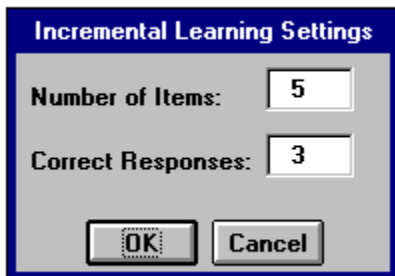 Incremental Learning Settings
Number of Items: 5
Correct Responses: 3
OK Cancel